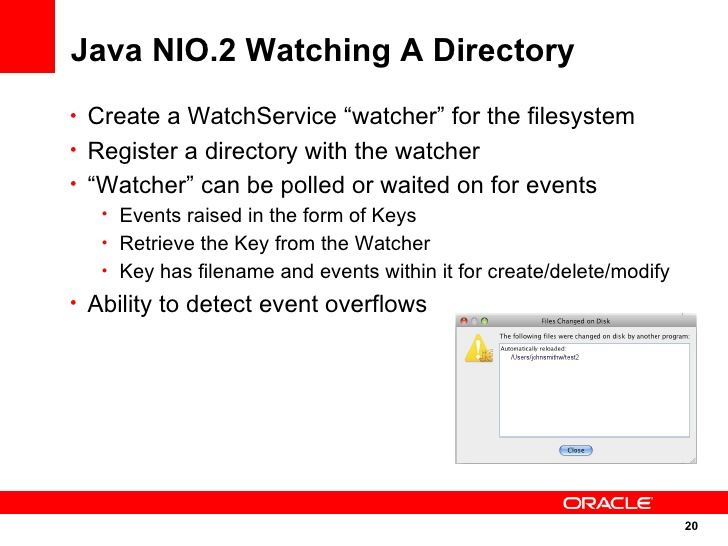 Java NIO.2 Watching A Directory
• Create a WatchService “watcher” for the filesystem
• Register a directory with the watcher
• “Watcher” can be polled or waited on for events
• Events raised in the form of Keys
• Retrieve the Key from the Watcher
• Key has filename and events within it for create/delete/modify
• Ability to detect event overflows
Files Changed on Disk
The following files were changed on disk by another program:
Automatically reloaded:
/Users/johnsmithw/test2
Close
ORACLE
20